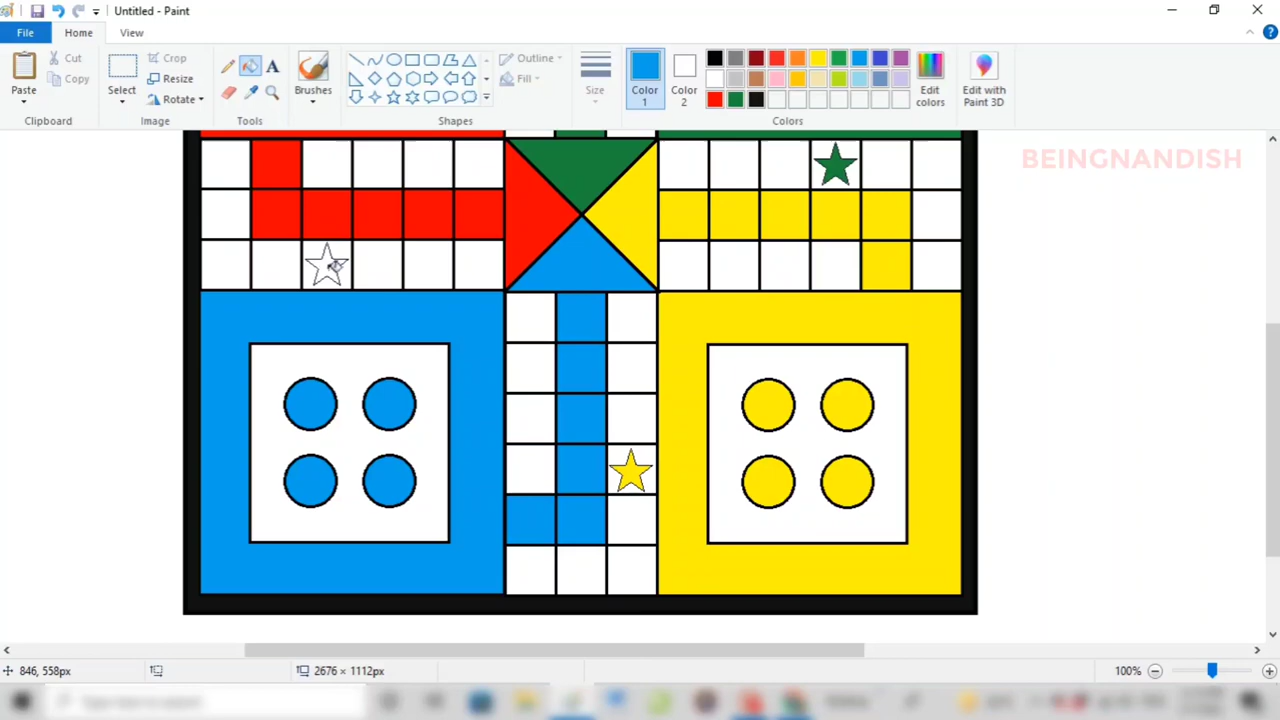 Untitled - Paint
File Home View
Paste
Cut
Copy
Clipboard
Select
Crop
Resize
Rotate
Image
A
Tools
Brushes
Outline
Fill
Shapes
Size
Color 1
Color 2
Edit colors
Edit with Paint 3D
Colors
BEINGNANDISH
846, 558px
2676 × 1112px
100%